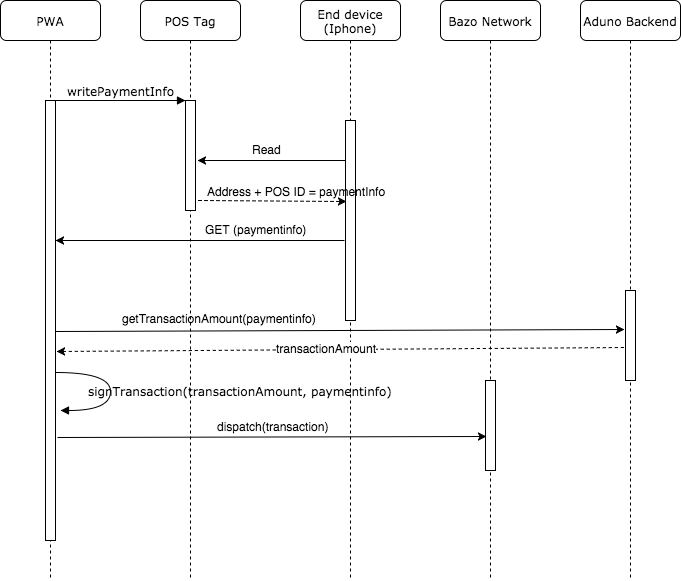 PWA
POS Tag
End device
(Iphone)
Bazo Network
Aduno Backend
writePaymentInfo
Read
Address + POS ID = paymentInfo
GET (paymentinfo)
getTransactionAmount(paymentinfo)
transactionAmount
signTransaction(transactionAmount, paymentinfo)
dispatch(transaction)